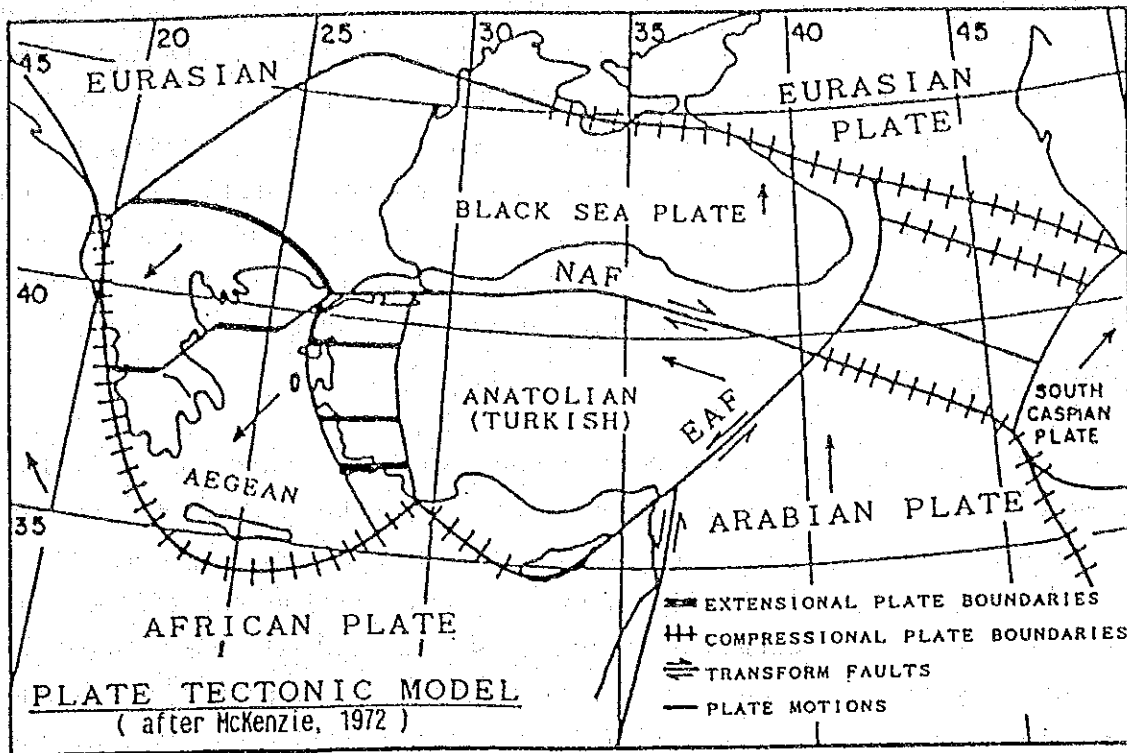 20 25 30 35 40 45
45
EURASIAN
EURASIAN
PLATE
BLACK SEA PLATE
NAF
40
ANATOLIAN
(TURKISH)
EAF
SOUTH
CASPIAN
PLATE
AEGEAN
ARABIAN PLATE
35
AFRICAN PLATE
EXTENSIONAL PLATE BOUNDARIES
COMPRESSIONAL PLATE BOUNDARIES
TRANSFORM FAULTS
PLATE MOTIONS
PLATE TECTONIC MODEL
( after McKenzie, 1972 )